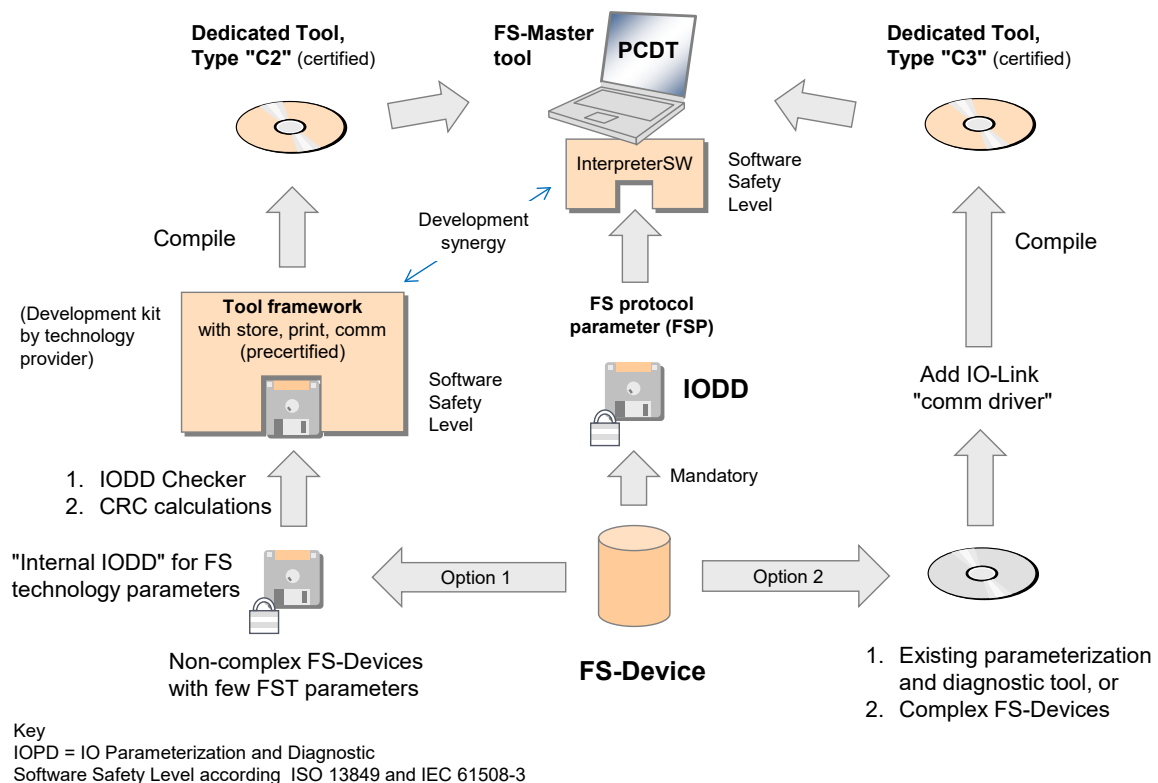 Dedicated Tool,
Type "C2" (certified)
FS-Master
tool
PCDT
Dedicated Tool,
Type "C3" (certified)
InterpreterSW
Software
Safety
Level
Compile
Development
synergy
Compile
(Development kit
by technology
provider)
Tool framework
with store, print, comm
(precertified)
FS protocol
parameter (FSP)
Software
Safety
Level
IODD
Add IO-Link
"comm driver"
1. IODD Checker
2. CRC calculations
Mandatory
"Internal IODD" for FS
technology parameters
Option 1
Option 2
Non-complex FS-Devices
with few FST parameters
FS-Device
1. Existing parameterization
and diagnostic tool, or
2. Complex FS-Devices
Key
IOPD = IO Parameterization and Diagnostic
Software Safety Level according ISO 13849 and IEC 61508-3